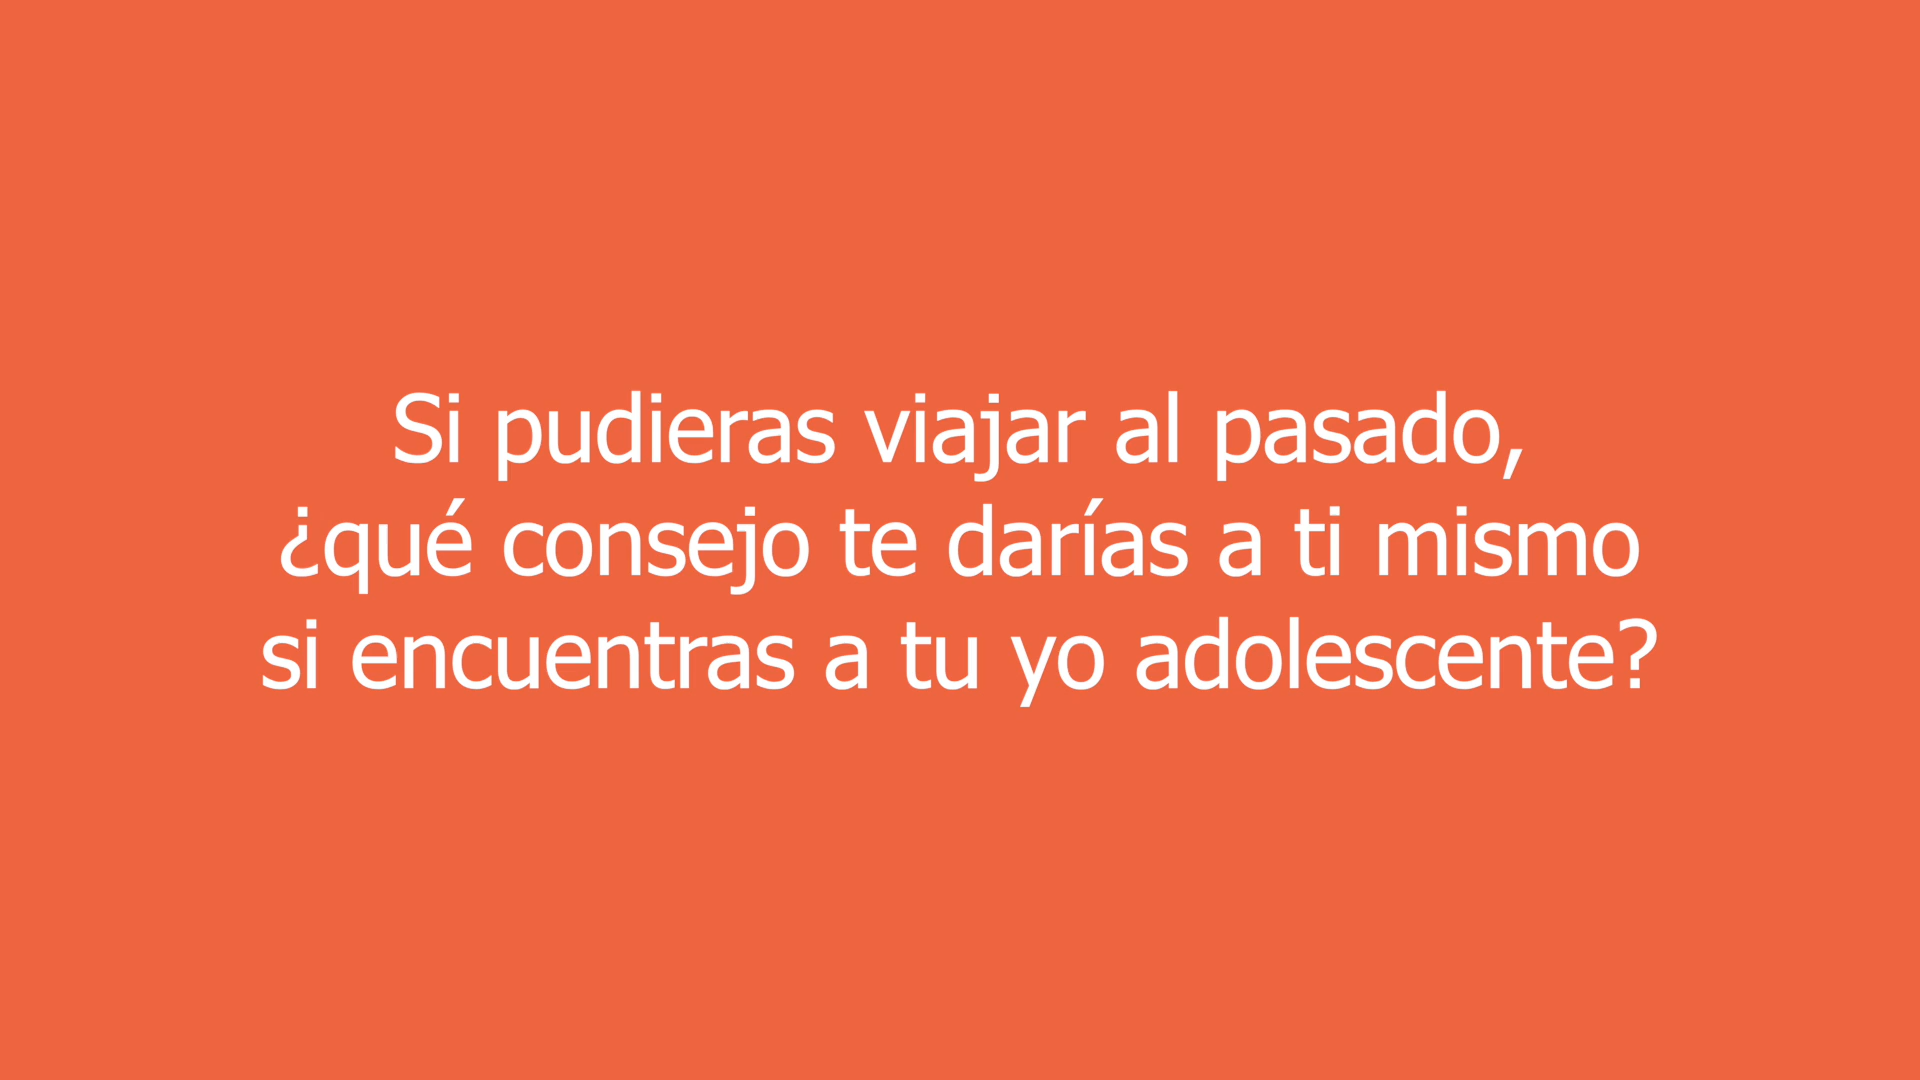 Si pudieras viajar al pasado,
¿qué consejo te darías a ti mismo
si encuentras a tu yo adolescente?